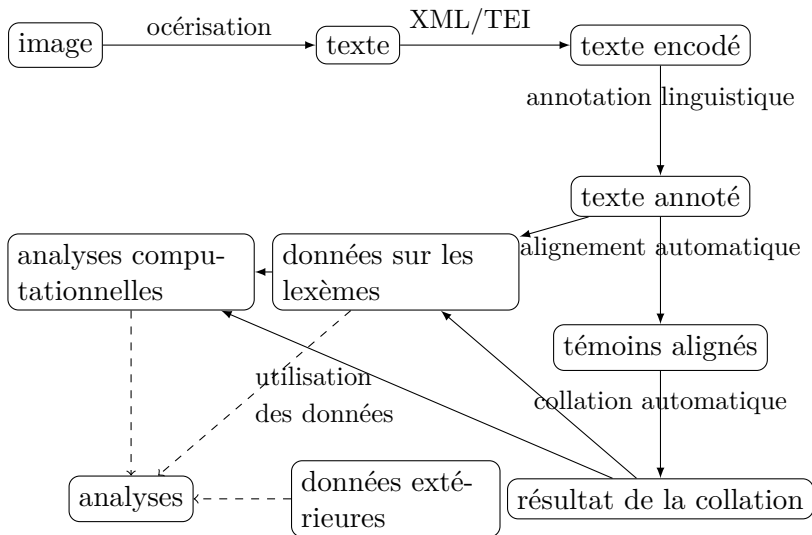 océrisation
XML/TEI
image
texte
texte encodé
annotation linguistique
texte annoté
alignement automatique
analyses compu-
tationnelles
données sur les
lexèmes
témoins alignés
utilisation
des données
collation automatique
analyses
données exté-
rieures
résultat de la collation